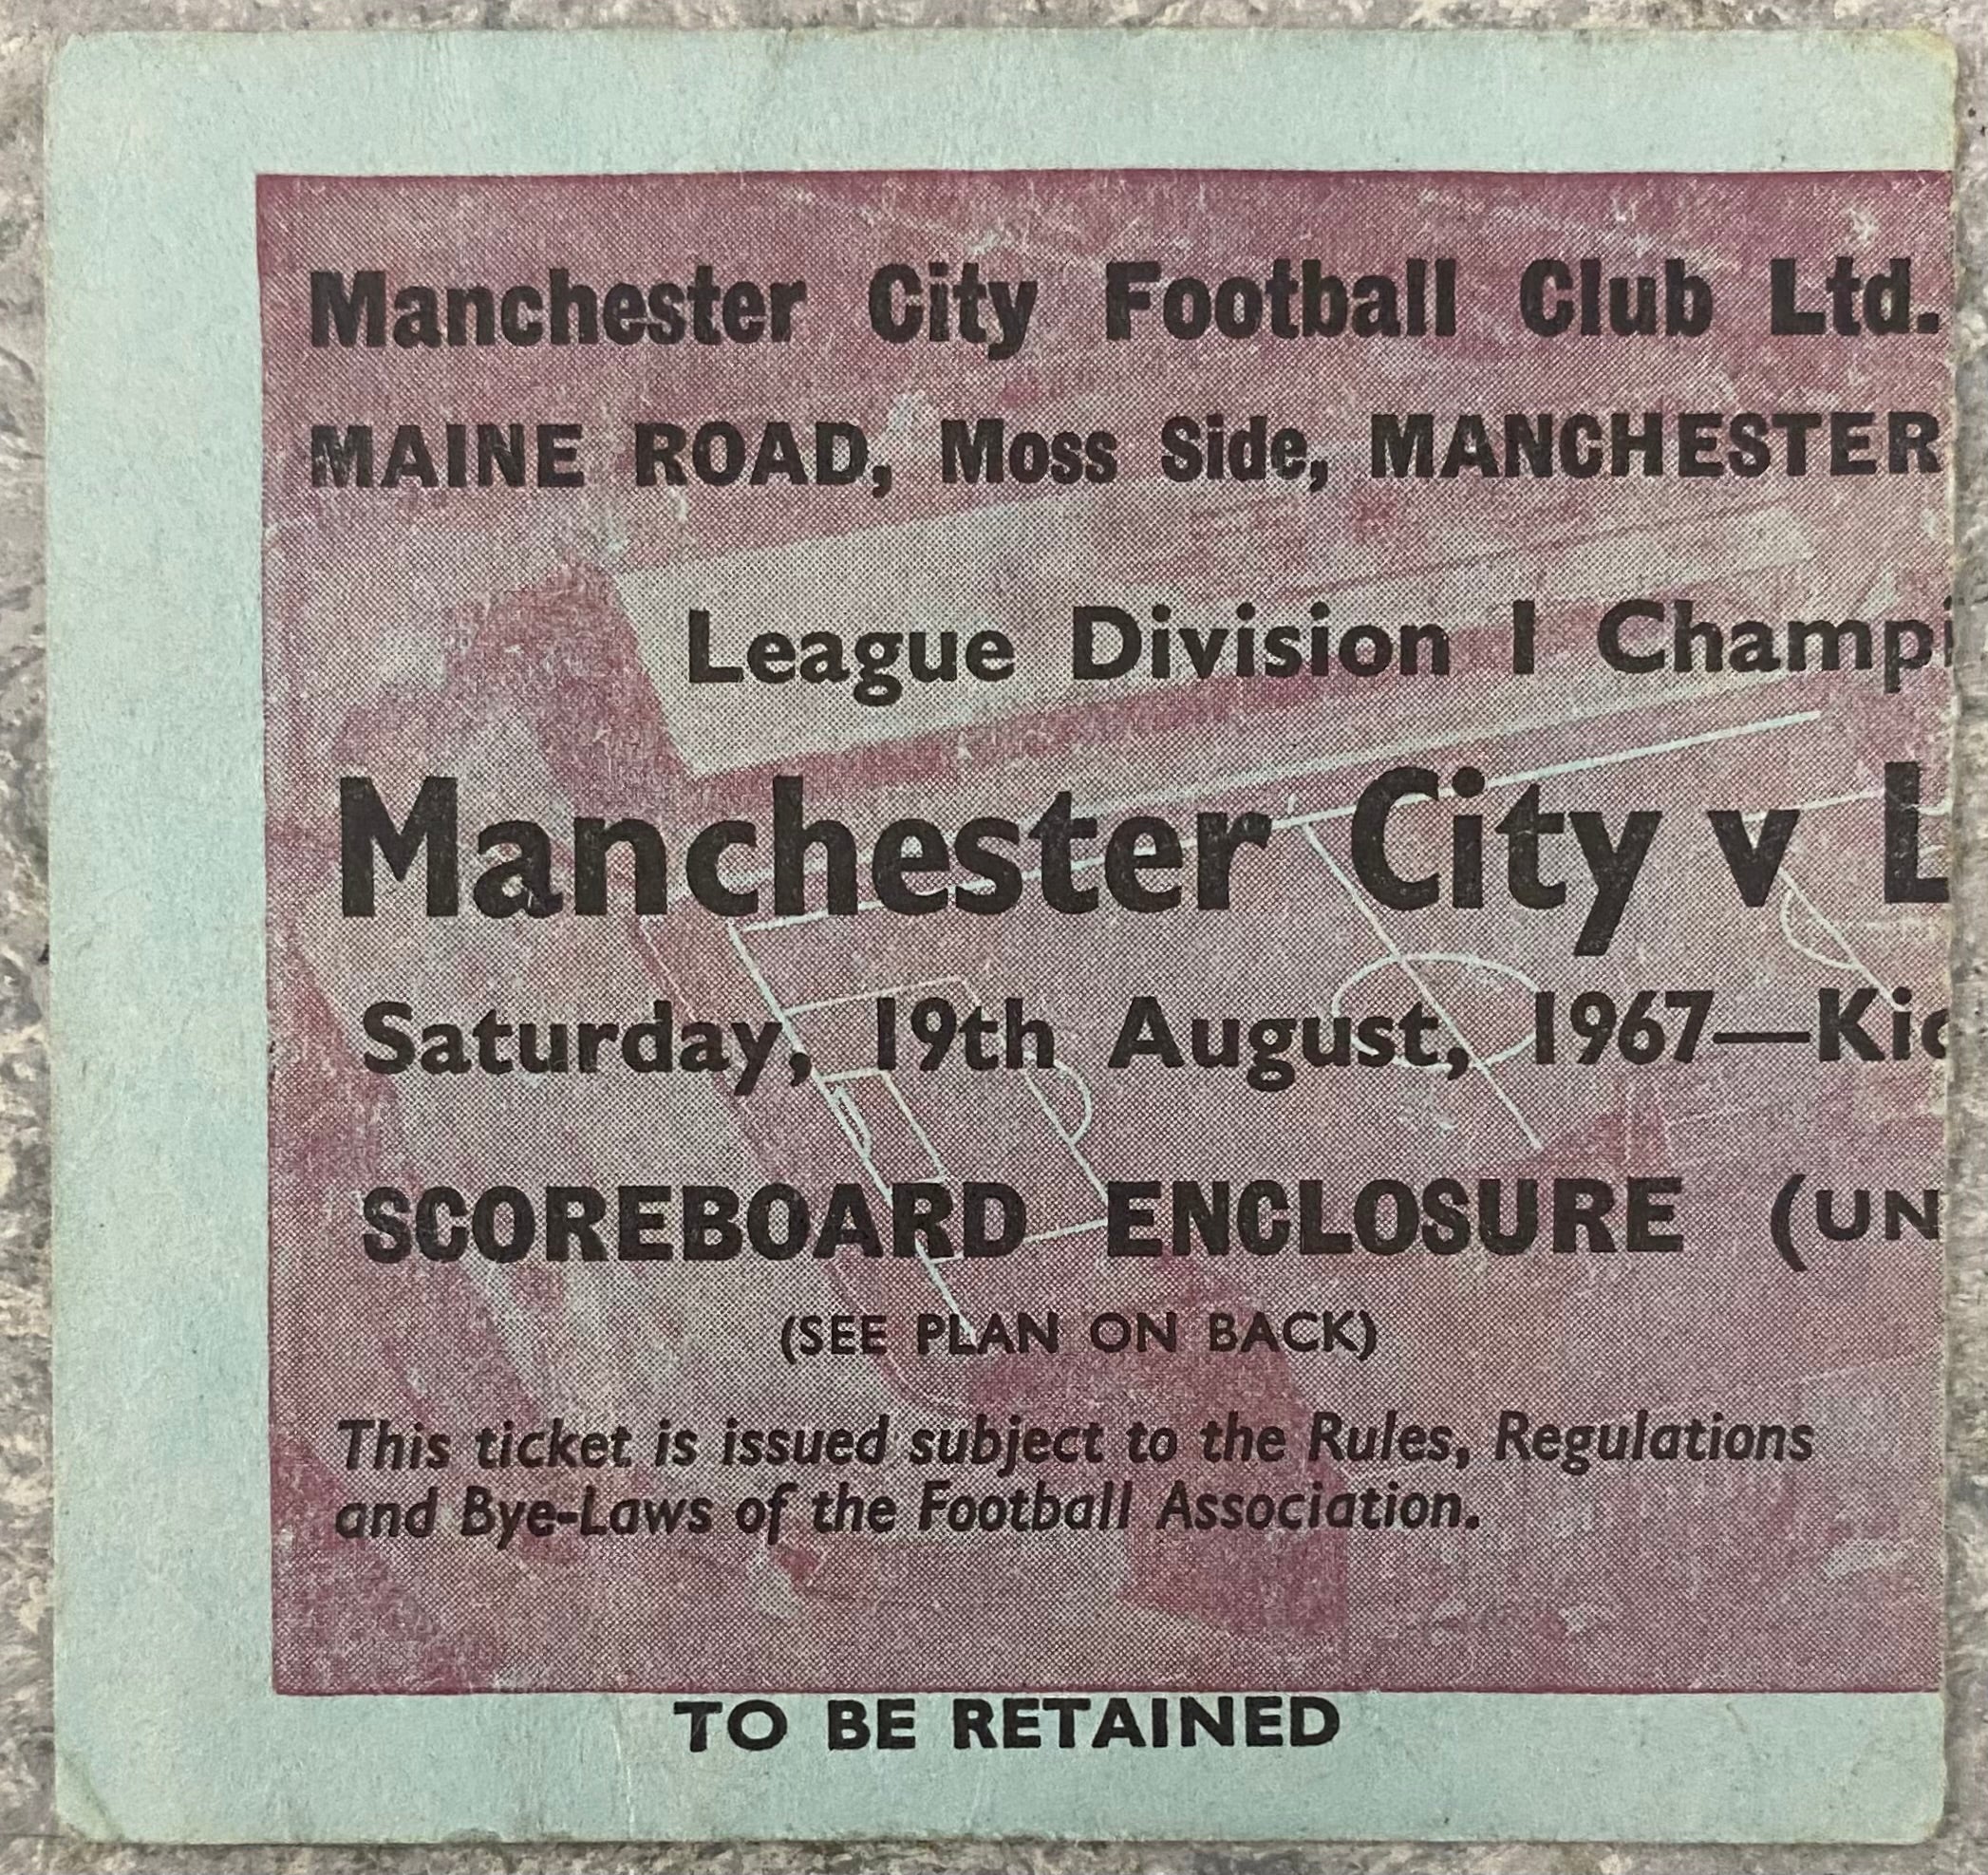 Manchester City Football Club Ltd.
MAINE ROAD, Moss Side, MANCHESTER
League Division 1 Champi
Manchester City v L
Saturday, 19th August, 1967—Kic
SCOREBOARD ENCLOSURE (UN
(SEE PLAN ON BACK)
This ticket is issued subject to the Rules, Regulations
and Bye-Laws of the Football Association.
TO BE RETAINED